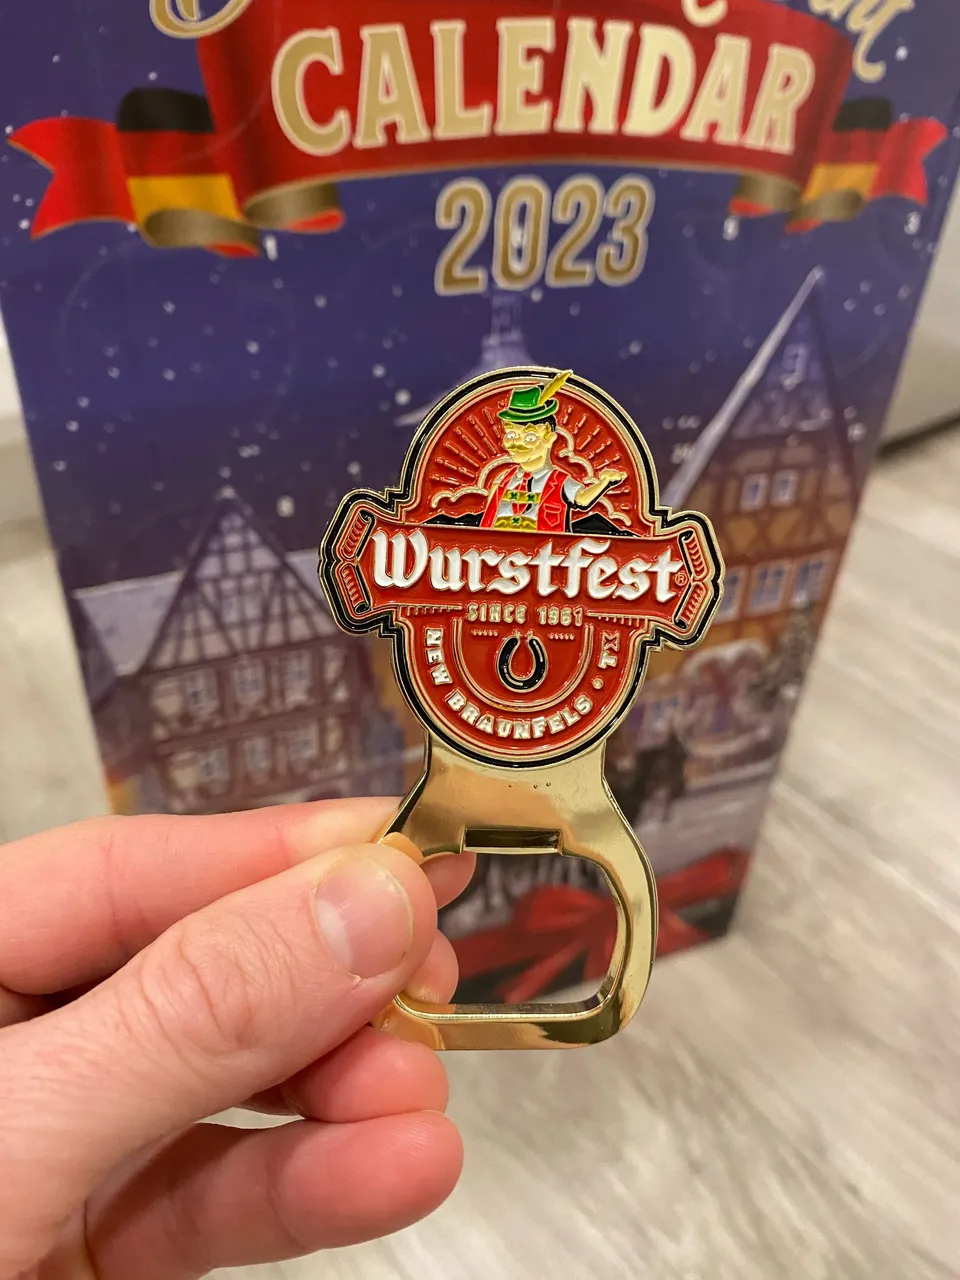 CALENDAR
2023
Wurstfest®
SINCE 1961
NEW BRAUNFELS • TX